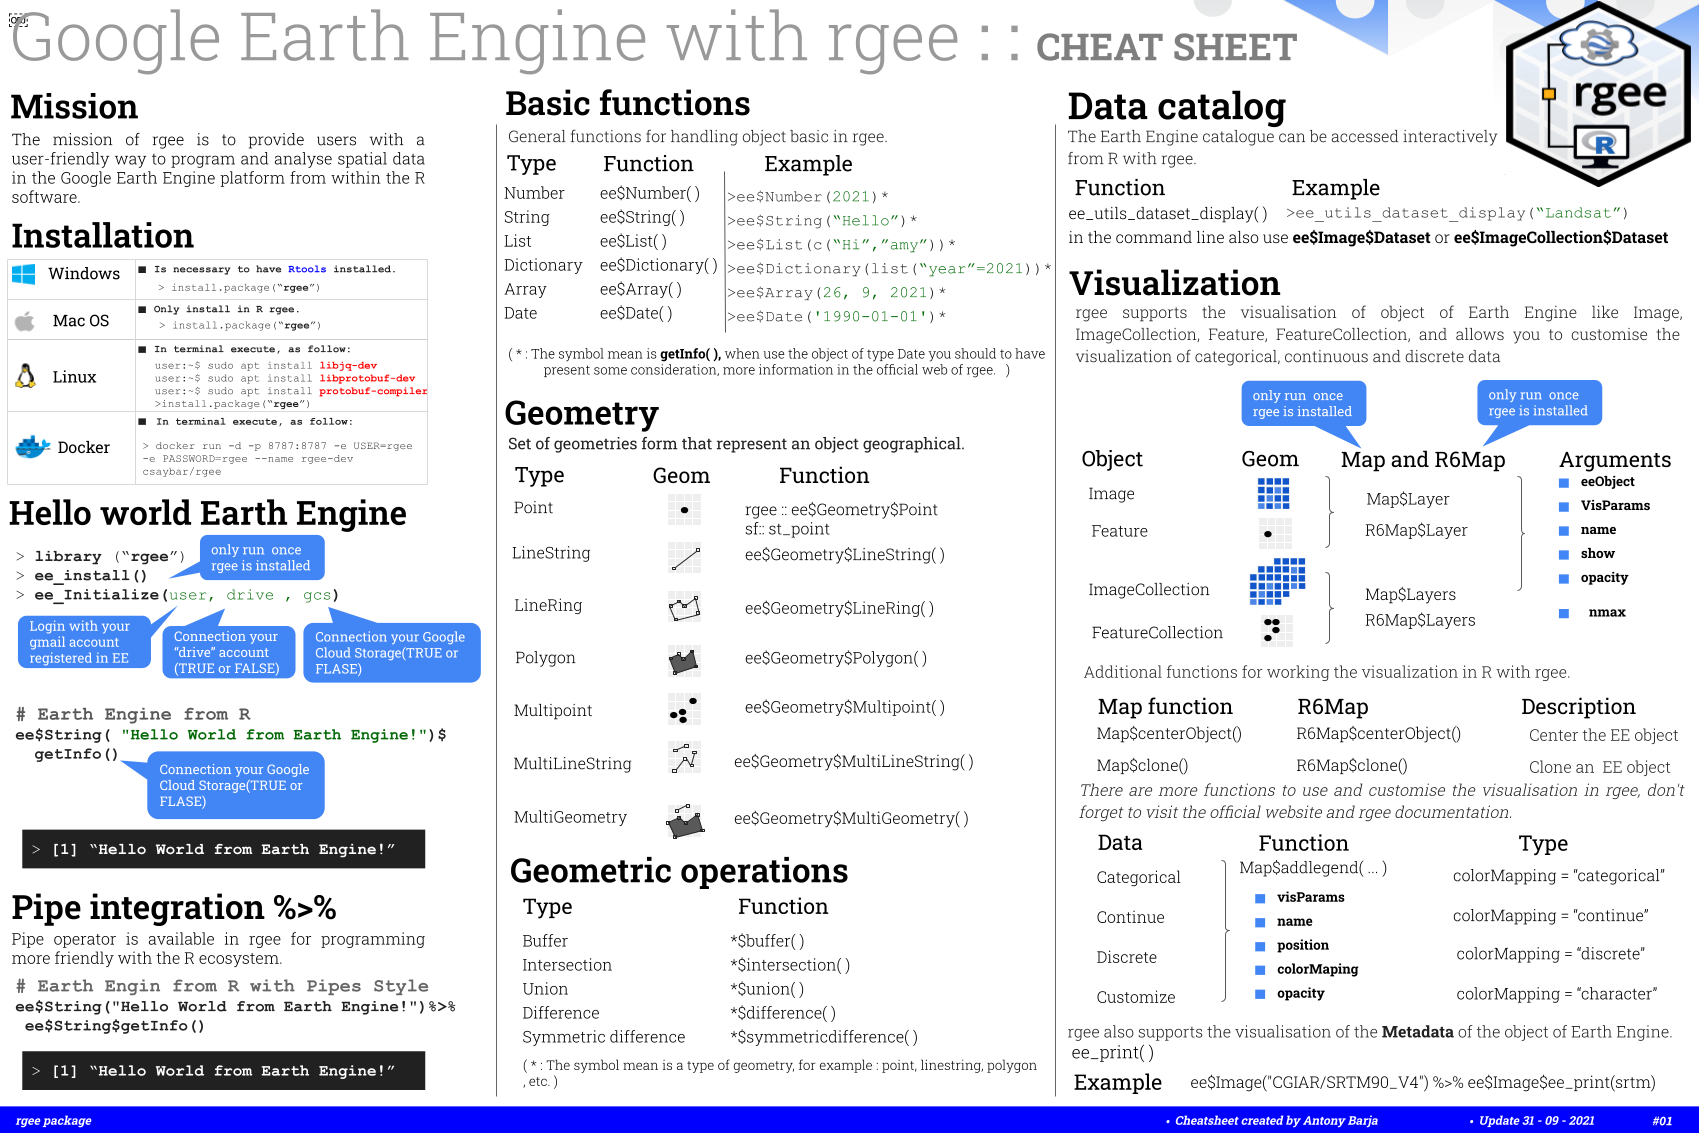 Google Earth Engine with rgee :: CHEAT SHEET
rgee
R
Mission
The mission of rgee is to provide users with a
user-friendly way to program and analyse spatial data
in the Google Earth Engine platform from within the R
software.
Installation
Windows
■ Is necessary to have Rtools installed.
> install.package(“rgee”)
Mac OS
■ Only install in R rgee.
> install.package(“rgee”)
Linux
■ In terminal execute, as follow:
user:~$ sudo apt install libjq-dev
user:~$ sudo apt install libprotobuf-dev
user:~$ sudo apt install protobuf-compiler
>install.package(“rgee”)
Docker
■ In terminal execute, as follow:
> docker run -d -p 8787:8787 -e USER=rgee
-e PASSWORD=rgee --name rgee-dev
csaybar/rgee
Hello world Earth Engine
> library (“rgee”)
> ee_install()
> ee_Initialize(user, drive , gcs)
only run once
rgee is installed
Login with your
gmail account
registered in EE
Connection your
“drive” account
(TRUE or FALSE)
Connection your Google
Cloud Storage(TRUE or
FLASE)
# Earth Engine from R
ee$String( "Hello World from Earth Engine!")$
getInfo()
Connection your Google
Cloud Storage(TRUE or
FLASE)
> [1] “Hello World from Earth Engine!”
Pipe integration %>%
Pipe operator is available in rgee for programming
more friendly with the R ecosystem.
# Earth Engin from R with Pipes Style
ee$String("Hello World from Earth Engine!")%>%
ee$String$getInfo()
> [1] “Hello World from Earth Engine!”
Basic functions
General functions for handling object basic in rgee.
Type Function Example
Number ee$Number( ) >ee$Number(2021)*
String ee$String( ) >ee$String(“Hello”)*
List ee$List( ) >ee$List(c(“Hi”,”amy”))*
Dictionary ee$Dictionary( ) >ee$Dictionary(list(“year”=2021))*
Array ee$Array( ) >ee$Array(26, 9, 2021)*
Date ee$Date( ) >ee$Date('1990-01-01')*
( * : The symbol mean is getInfo( ), when use the object of type Date you should to have
present some consideration, more information in the official web of rgee. )
Geometry
Set of geometries form that represent an object geographical.
Type Geom Function
Point rgee :: ee$Geometry$Point
sf:: st_point
LineString ee$Geometry$LineString( )
LineRing ee$Geometry$LineRing( )
Polygon ee$Geometry$Polygon( )
Multipoint ee$Geometry$Multipoint( )
MultiLineString ee$Geometry$MultiLineString( )
MultiGeometry ee$Geometry$MultiGeometry( )
Geometric operations
Type Function
Buffer *$buffer( )
Intersection *$intersection( )
Union *$union( )
Difference *$difference( )
Symmetric difference *$symmetricdifference( )
( * : The symbol mean is a type of geometry, for example : point, linestring, polygon
, etc. )
Data catalog
The Earth Engine catalogue can be accessed interactively
from R with rgee.
Function Example
ee_utils_dataset_display( ) >ee_utils_dataset_display(“Landsat”)
in the command line also use ee$Image$Dataset or ee$ImageCollection$Dataset
Visualization
rgee supports the visualisation of object of Earth Engine like Image,
ImageCollection, Feature, FeatureCollection, and allows you to customise the
visualization of categorical, continuous and discrete data
only run once
rgee is installed
only run once
rgee is installed
Object Geom Map and R6Map Arguments
Image
Feature
ImageCollection
FeatureCollection
Map$Layer
R6Map$Layer
Map$Layers
R6Map$Layers
eeObject
VisParams
name
show
opacity
nmax
Additional functions for working the visualization in R with rgee.
Map function R6Map Description
Map$centerObject() R6Map$centerObject() Center the EE object
Map$clone() R6Map$clone() Clone an EE object
There are more functions to use and customise the visualisation in rgee, don't
forget to visit the official website and rgee documentation.
Data Function Type
Map$addlegend( ... )
Categorical
Continue
Discrete
Customize
visParams
name
position
colorMaping
opacity
colorMapping = “categorical”
colorMapping = “continue”
colorMapping = “discrete”
colorMapping = “character”
rgee also supports the visualisation of the Metadata of the object of Earth Engine.
ee_print( )
Example ee$Image("CGIAR/SRTM90_V4") %>% ee$Image$ee_print(srtm)
rgee package • Cheatsheet created by Antony Barja • Update 31 - 09 - 2021 #01